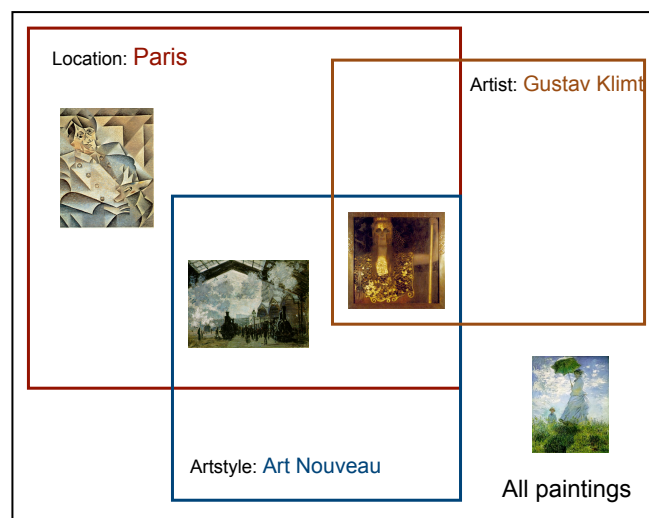 Location: Paris
Artist: Gustav Klimt
Artstyle: Art Nouveau
All paintings